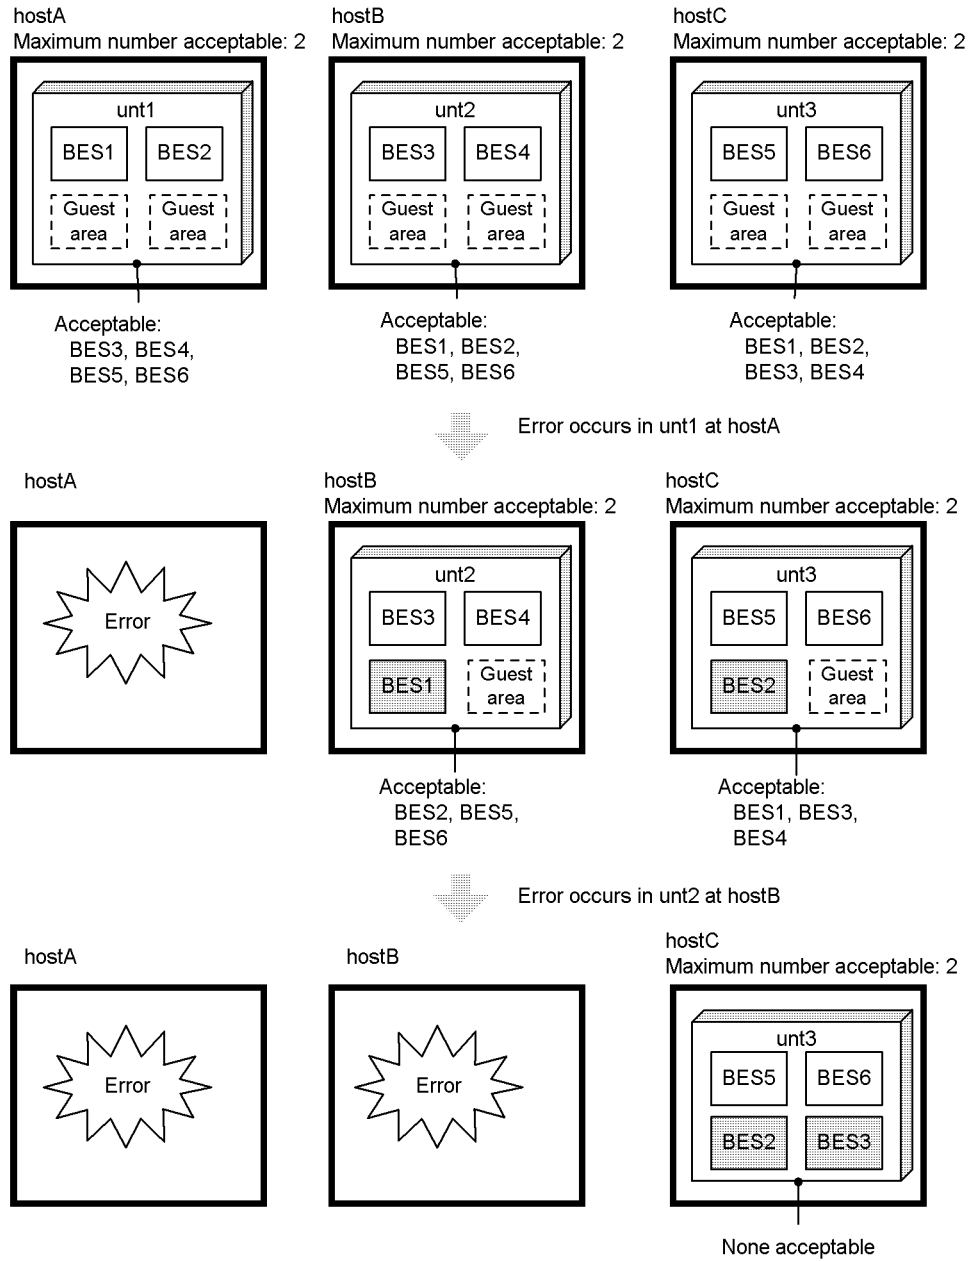 hostA
Maximum number acceptable: 2
hostB
Maximum number acceptable: 2
hostC
Maximum number acceptable: 2
unt1
BES1 BES2
Guest area
Guest area
unt2
BES3 BES4
Guest area
Guest area
unt3
BES5 BES6
Guest area
Guest area
Acceptable:
BES3, BES4,
BES5, BES6
Acceptable:
BES1, BES2,
BES5, BES6
Acceptable:
BES1, BES2,
BES3, BES4
Error occurs in unt1 at hostA
hostA
hostB
Maximum number acceptable: 2
hostC
Maximum number acceptable: 2
Error
unt2
BES3 BES4
BES1
Guest
area
unt3
BES5 BES6
BES2
Guest
area
Acceptable:
BES2, BES5,
BES6
Acceptable:
BES1, BES3,
BES4
Error occurs in unt2 at hostB
hostA
hostB
hostC
Maximum number acceptable: 2
Error
Error
unt3
BES5 BES6
BES2 BES3
None acceptable